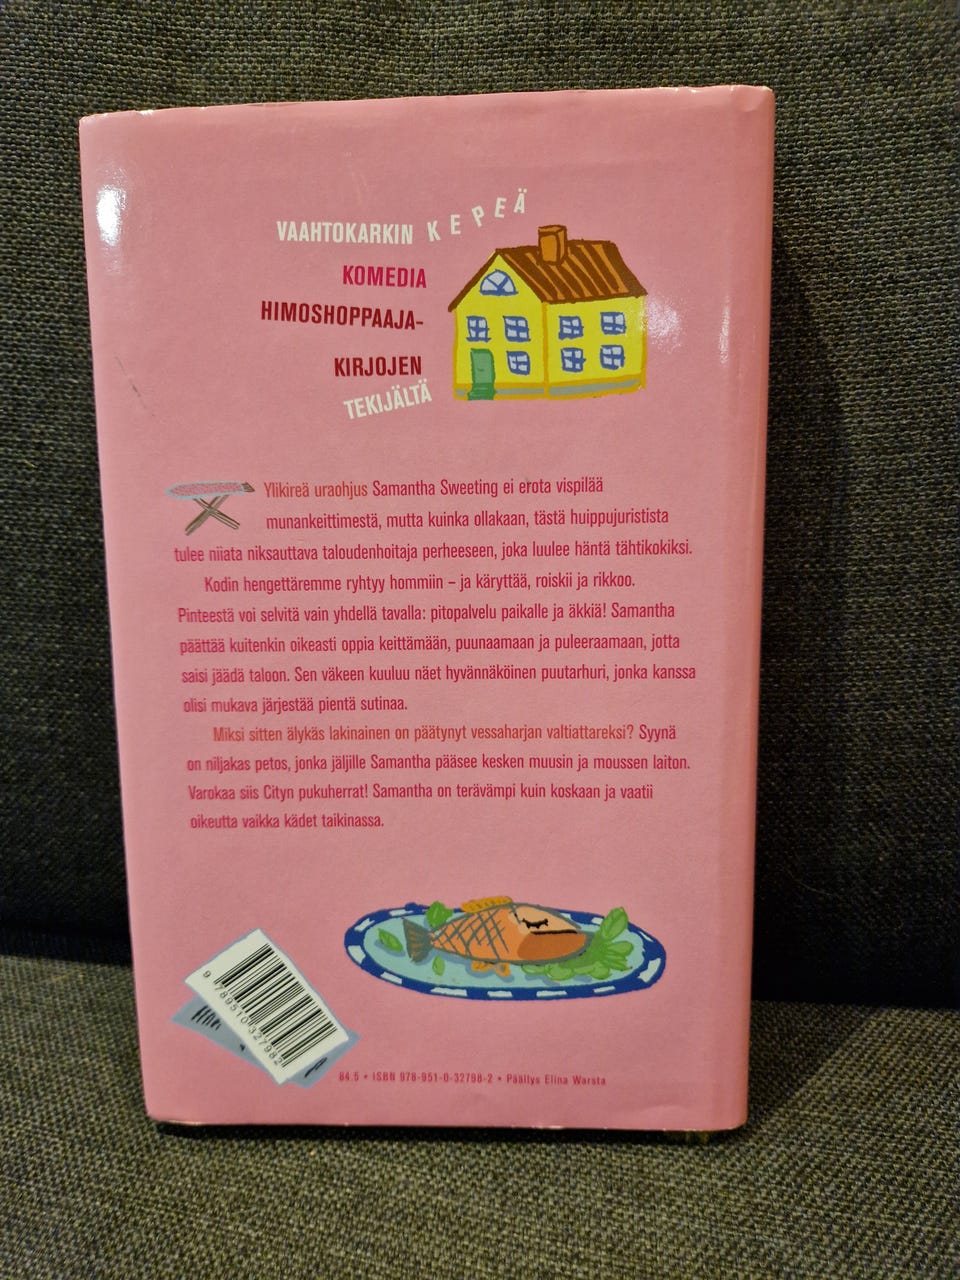 VAAHTOKARKIN KEPEÄ
KOMEDIA
HIMOSHOPPAAJA-
KIRJOJEN
TEKIJÄLTÄ
Ylikireä uraohjus Samantha Sweeting ei erota vispilää
munankeittimestä, mutta kuinka ollakaan, tästä huippujuristista
tulee niiata niksauttava taloudenhoitaja perheeseen, joka luulee häntä tähtikokiksi.
Kodin hengettäremme ryhtyy hommiin – ja käryttää, roiskii ja rikkoo.
Pinteestä voi selvitä vain yhdellä tavalla: pitopalvelu paikalle ja äkkiä! Samantha
päättää kuitenkin oikeasti oppia keittämään, puunaamaan ja puleeraamaan, jotta
saisi jäädä taloon. Sen väkeen kuuluu näet hyvännäköinen puutarhuri, jonka kanssa
olisi mukava järjestää pientä sutinaa.
Miksi sitten älykäs lakinainen on päätynyt vessaharjan valtiattareksi? Syynä
on niljakas petos, jonka jäljille Samantha pääsee kesken muusin ja moussen laiton.
Varokaa siis Cityn pukuherrat! Samantha on terävämpi kuin koskaan ja vaatii
oikeutta vaikka kädet taikinassa.
9 789510 327982
84.5 • ISBN 978-951-0-32798-2 • Päällys Elina Warsta